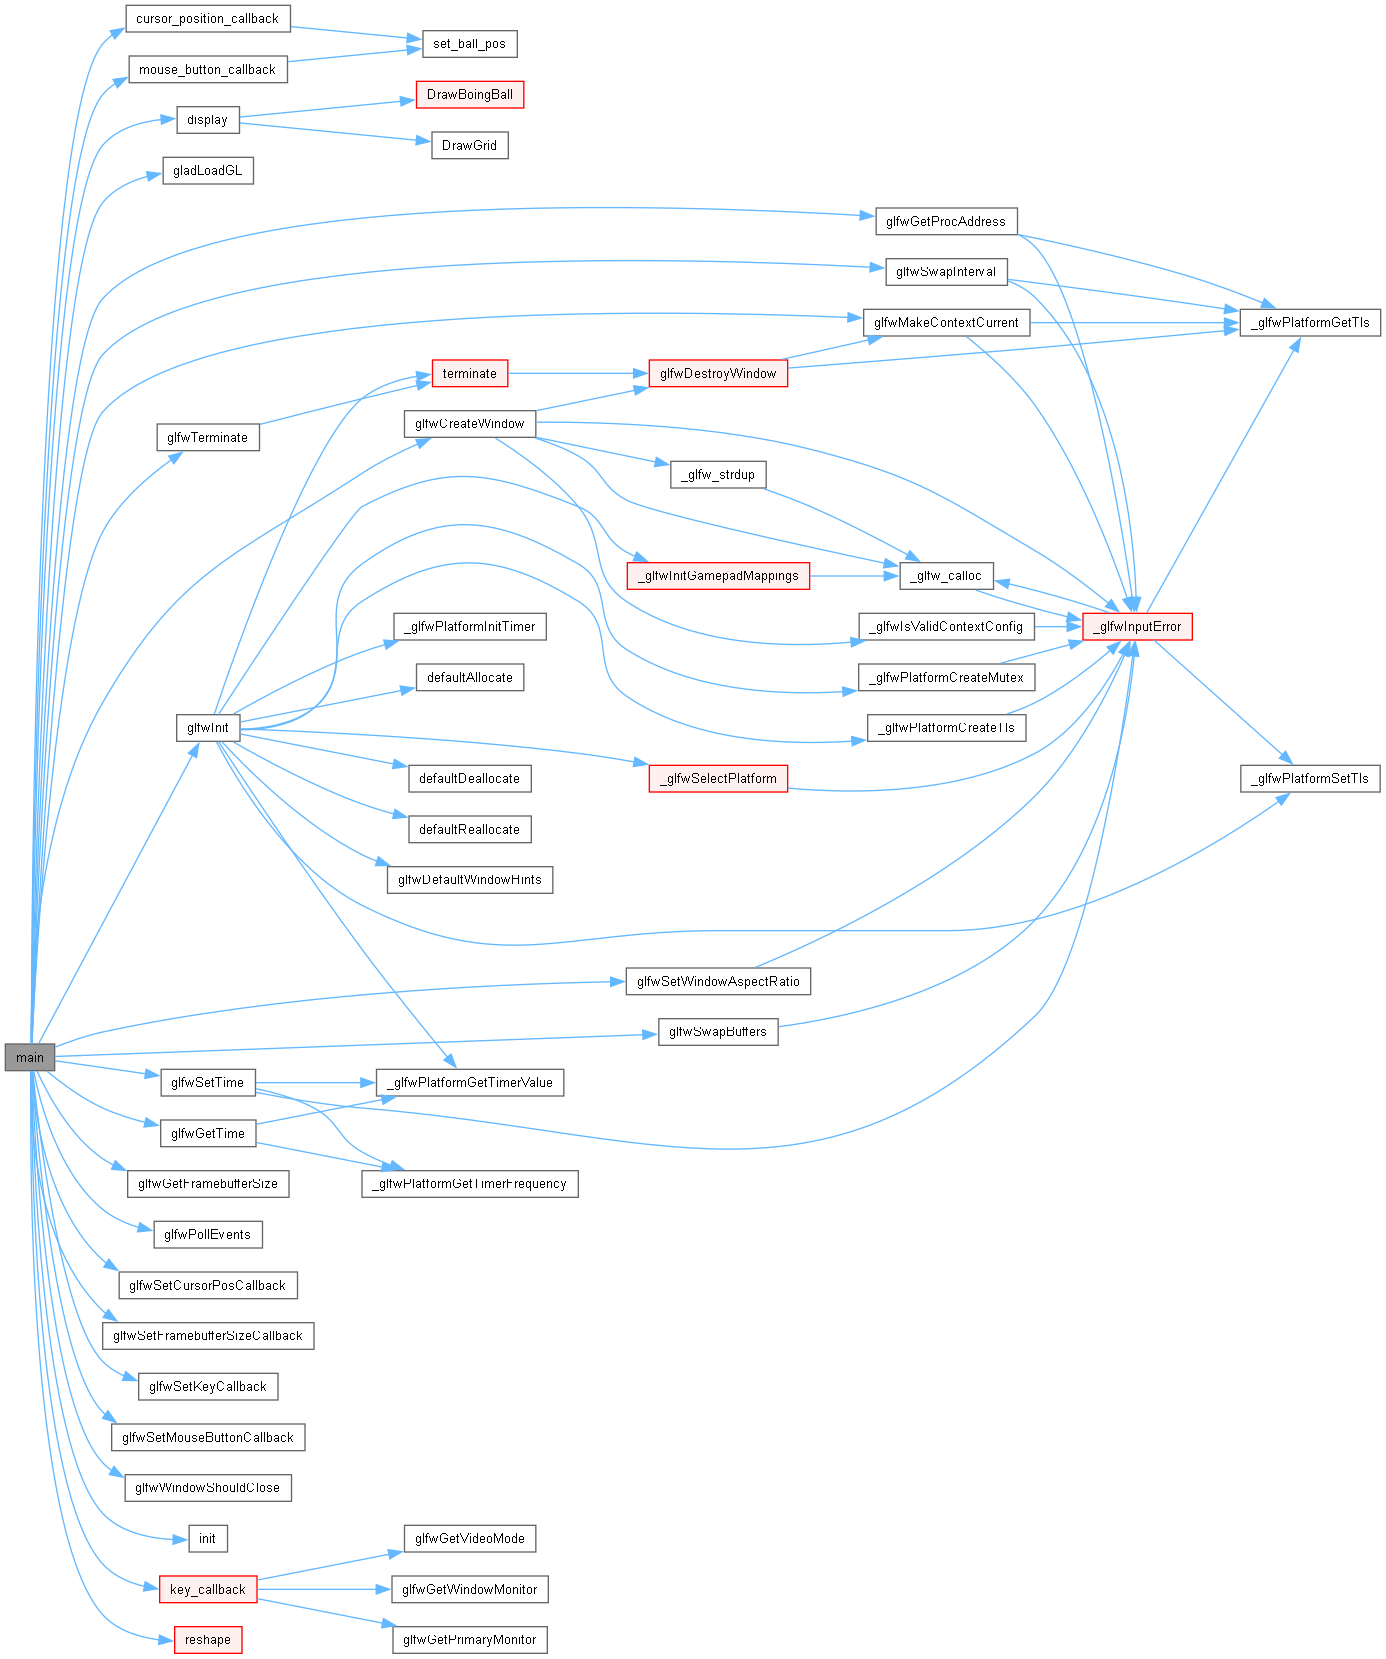 cursor_position_callback
set_ball_pos
mouse_button_callback
DrawBoingBall
display
DrawGrid
gladLoadGL
glfwGetProcAddress
glfwSwapInterval
glfwMakeContextCurrent
_glfwPlatformGetTls
terminate
glfwDestroyWindow
glfwCreateWindow
glfwTerminate
_glfw_strdup
_glfwInitGamepadMappings
_glfw_calloc
_glfwPlatformInitTimer
_glfwIsValidContextConfig
_glfwInputError
defaultAllocate
_glfwPlatformCreateMutex
glfwInit
_glfwPlatformCreateTls
defaultDeallocate
_glfwSelectPlatform
_glfwPlatformSetTls
defaultReallocate
glfwDefaultWindowHints
glfwSetWindowAspectRatio
glfwSwapBuffers
main
glfwSetTime
_glfwPlatformGetTimerValue
glfwGetTime
glfwGetFramebufferSize
_glfwPlatformGetTimerFrequency
glfwPollEvents
glfwSetCursorPosCallback
glfwSetFramebufferSizeCallback
glfwSetKeyCallback
glfwSetMouseButtonCallback
glfwWindowShouldClose
init
glfwGetVideoMode
key_callback
glfwGetWindowMonitor
reshape
glfwGetPrimaryMonitor